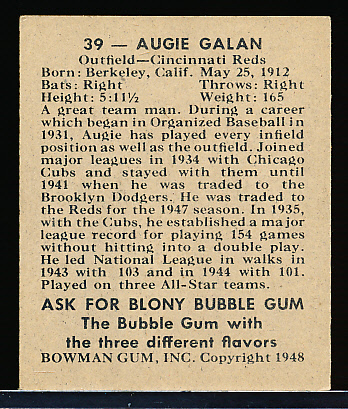 39 — AUGIE GALAN
Outfield—Cincinnati Reds
Born: Berkeley, Calif. May 25, 1912
Bats: Right Throws: Right
Height: 5:11½ Weight: 165
A great team man. During a career
which began in Organized Baseball in
1931, Augie has played every infield
position as well as the outfield. Joined
major leagues in 1934 with Chicago
Cubs and stayed with them until
1941 when he was traded to the
Brooklyn Dodgers. He was traded to
the Reds for the 1947 season. In 1935,
with the Cubs, he established a major
league record for playing 154 games
without hitting into a double play.
He led National League in walks in
1943 with 103 and in 1944 with 101.
Played on three All-Star teams.
ASK FOR BLONY BUBBLE GUM
The Bubble Gum with
the three different flavors
BOWMAN GUM, INC. Copyright 1948